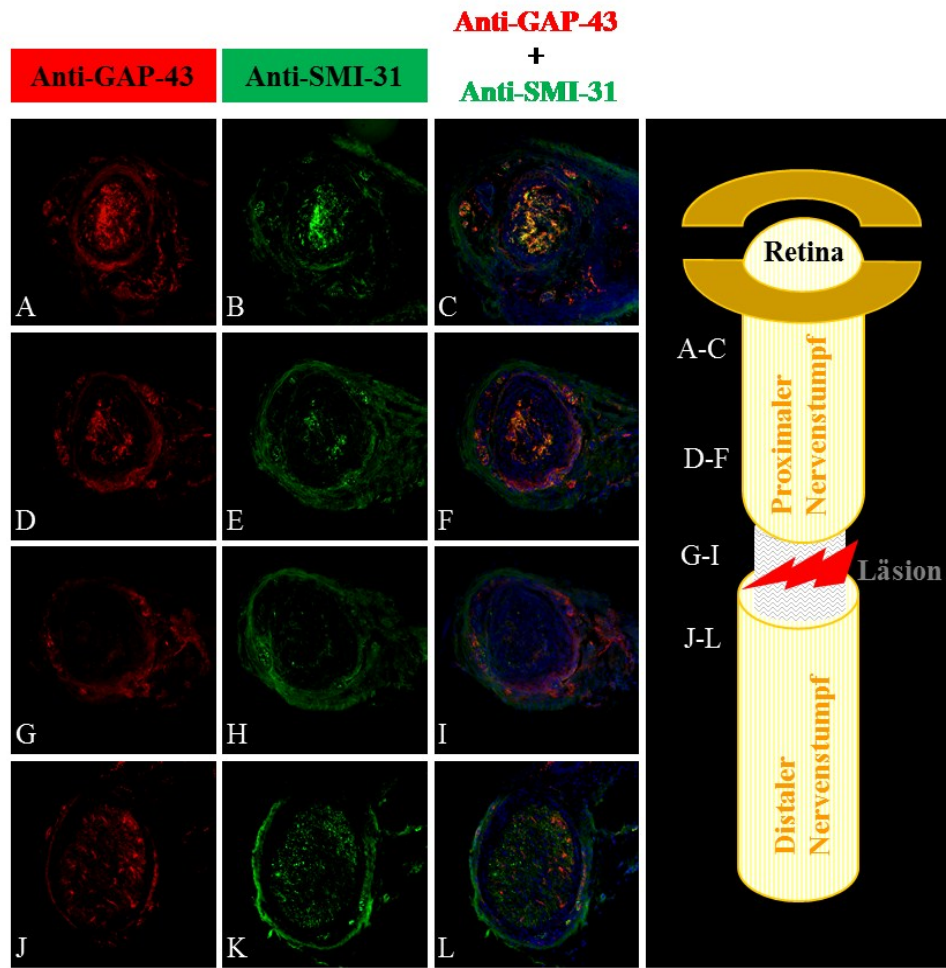 Anti-GAP-43
+
Anti-SMI-31
Anti-GAP-43
Anti-SMI-31
A
B
C
D
E
F
G
H
I
J
K
L
Retina
A-C
D-F
G-I
J-L
Proximaler
Nervenstumpf
Läsion
Distaler
Nervenstumpf